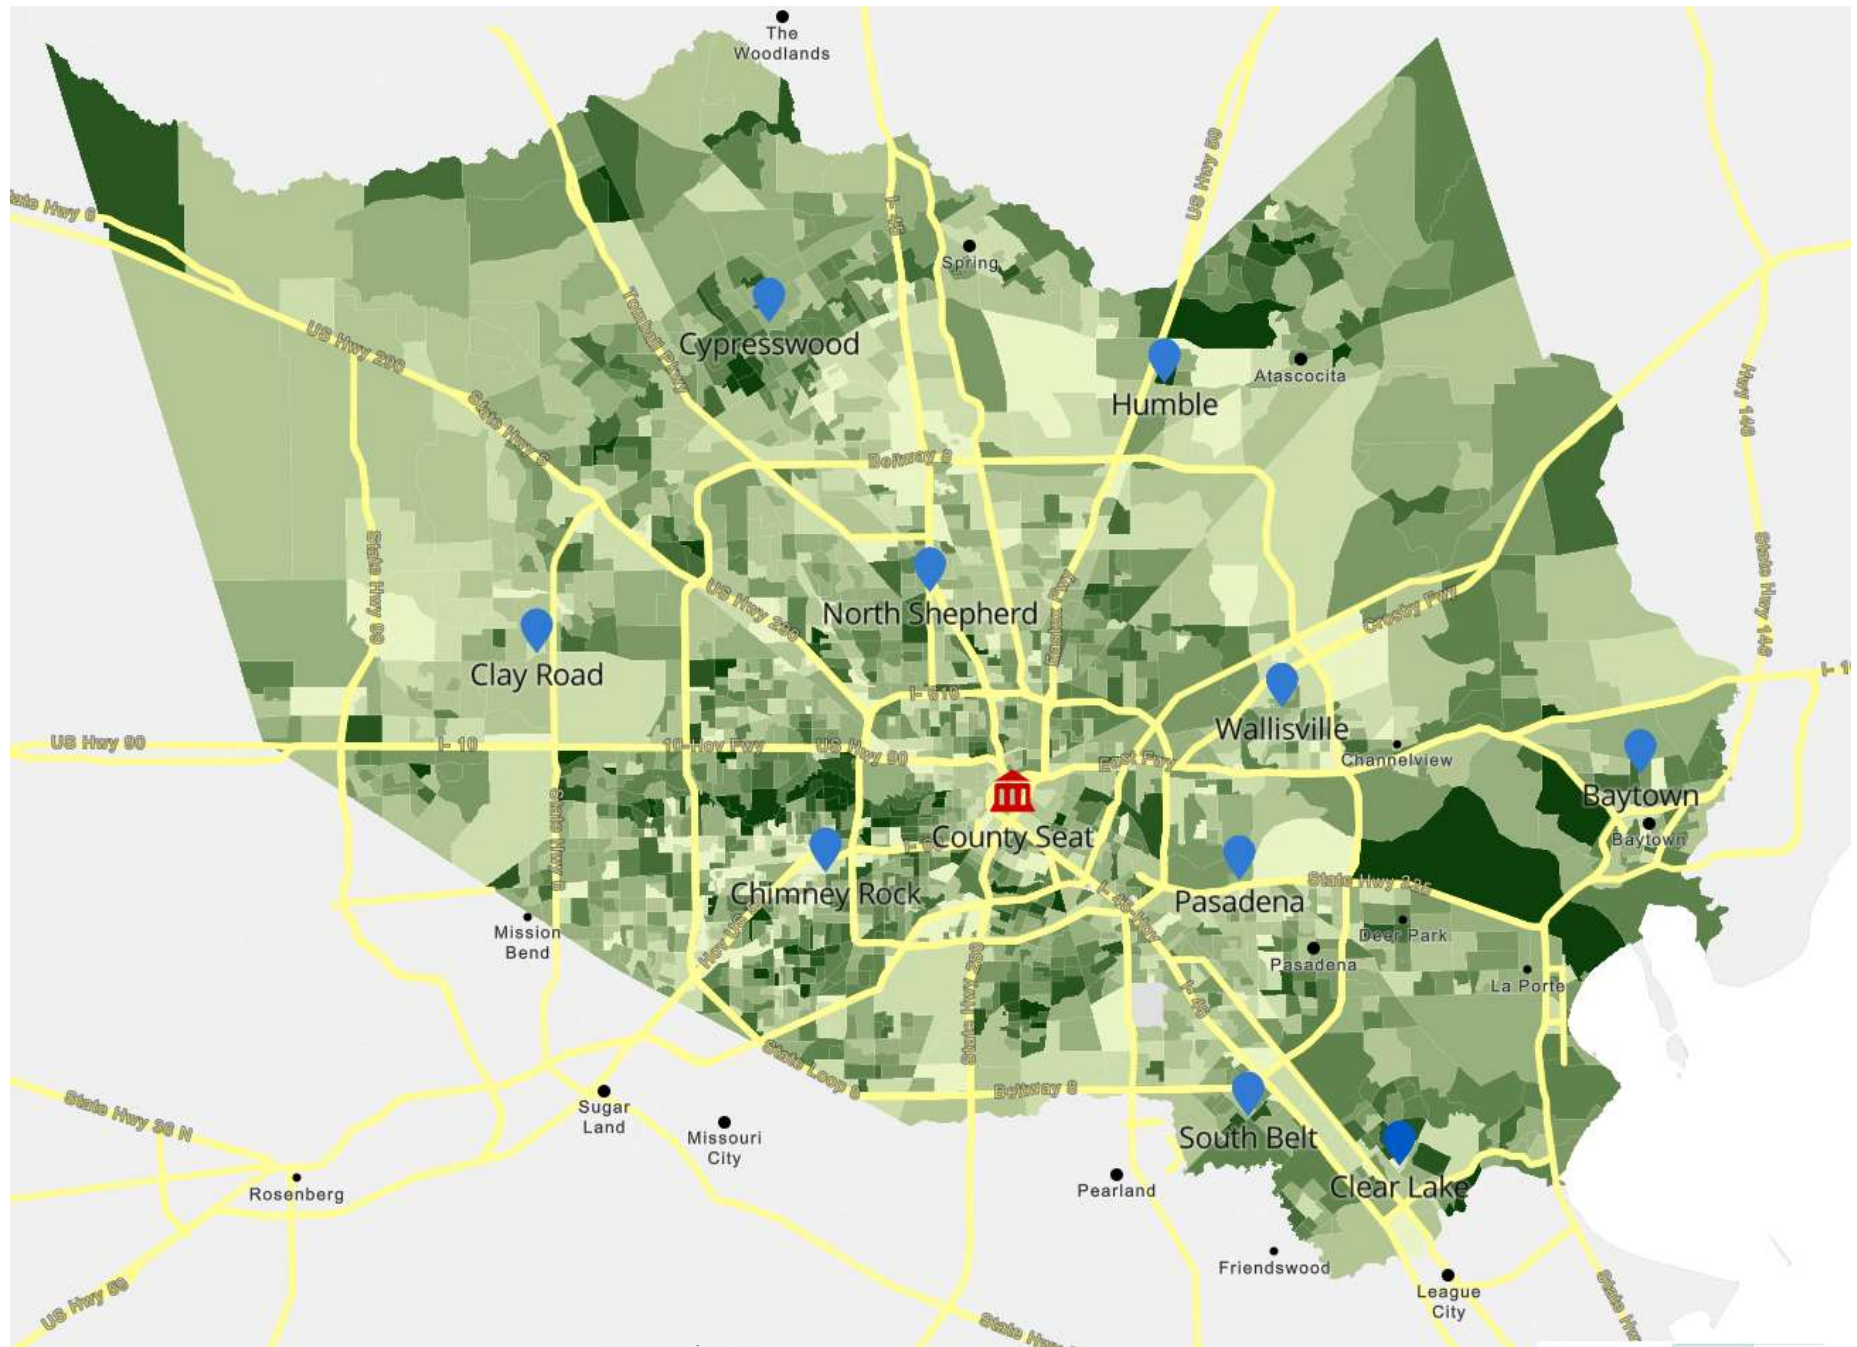 The
Woodlands
US Hwy 59
State Hwy 6
I- 45
Spring
Tomball Pkwy
Cypresswood
US Hwy 290
Humble
Atascocita
State Hwy 6
Hwy 146
Beltway 8
State Hwy 99
State Hwy 146
US Hwy 290
North Shepherd
Eastex Fwy
Crosby Fwy
Clay Road
I- 610
Wallisville
US Hwy 90
I- 10
10-Hov Fwy
US Hwy 90
East Fwy
Channelview
Baytown
Baytown
State Hwy 6
County Seat
Chimney Rock
State Hwy 225
Pasadena
I- 45-Hov
Mission
Bend
Deer Park
Pasadena
La Porte
State Hwy 288
I- 45
State Loop 8
Beltway 8
Sugar
Land
Missouri
City
State Hwy 36 N
South Belt
Clear Lake
Rosenberg
Pearland
Friendswood
League
City
US Hwy 59